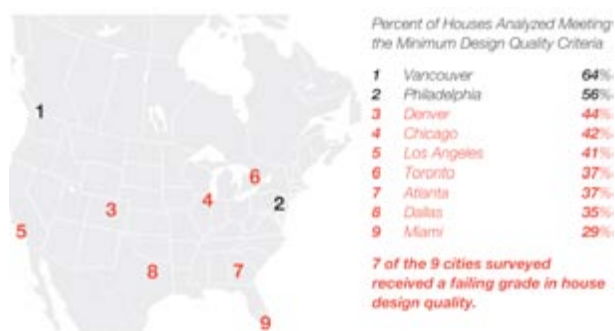 Percent of Houses Analyzed Meeting
the Minimum Design Quality Criteria
1 Vancouver 64%
2 Philadelphia 56%
3 Denver 44%
4 Chicago 42%
5 Los Angeles 41%
6 Toronto 37%
7 Atlanta 37%
8 Dallas 35%
9 Miami 29%
7 of the 9 cities surveyed
received a failing grade in house
design quality.
1
6
4
3
2
5
8
7
9